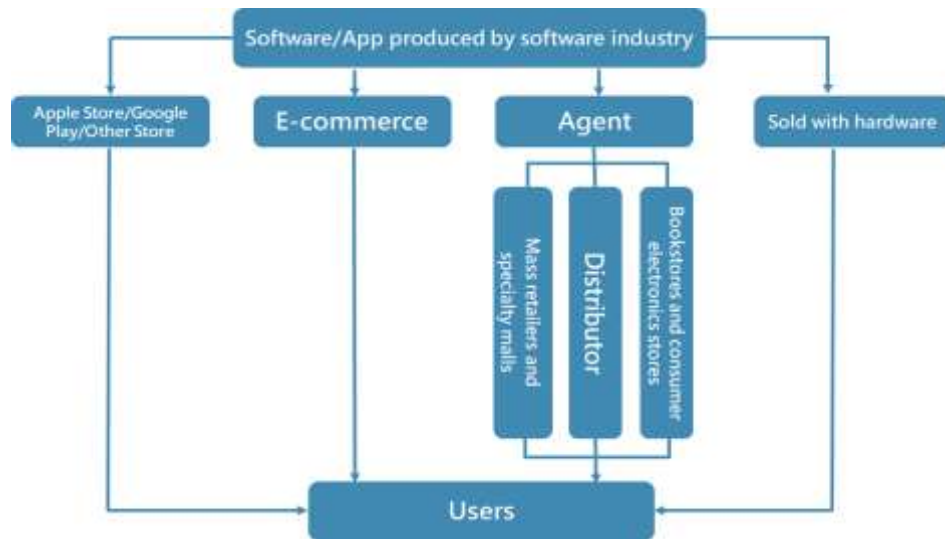 Software/App produced by software industry
Apple Store/Google
Play/Other Store
E-commerce
Agent
Sold with hardware
Mass retailers and
specialty malls
Distributor
Bookstores and consumer
electronics stores
Users